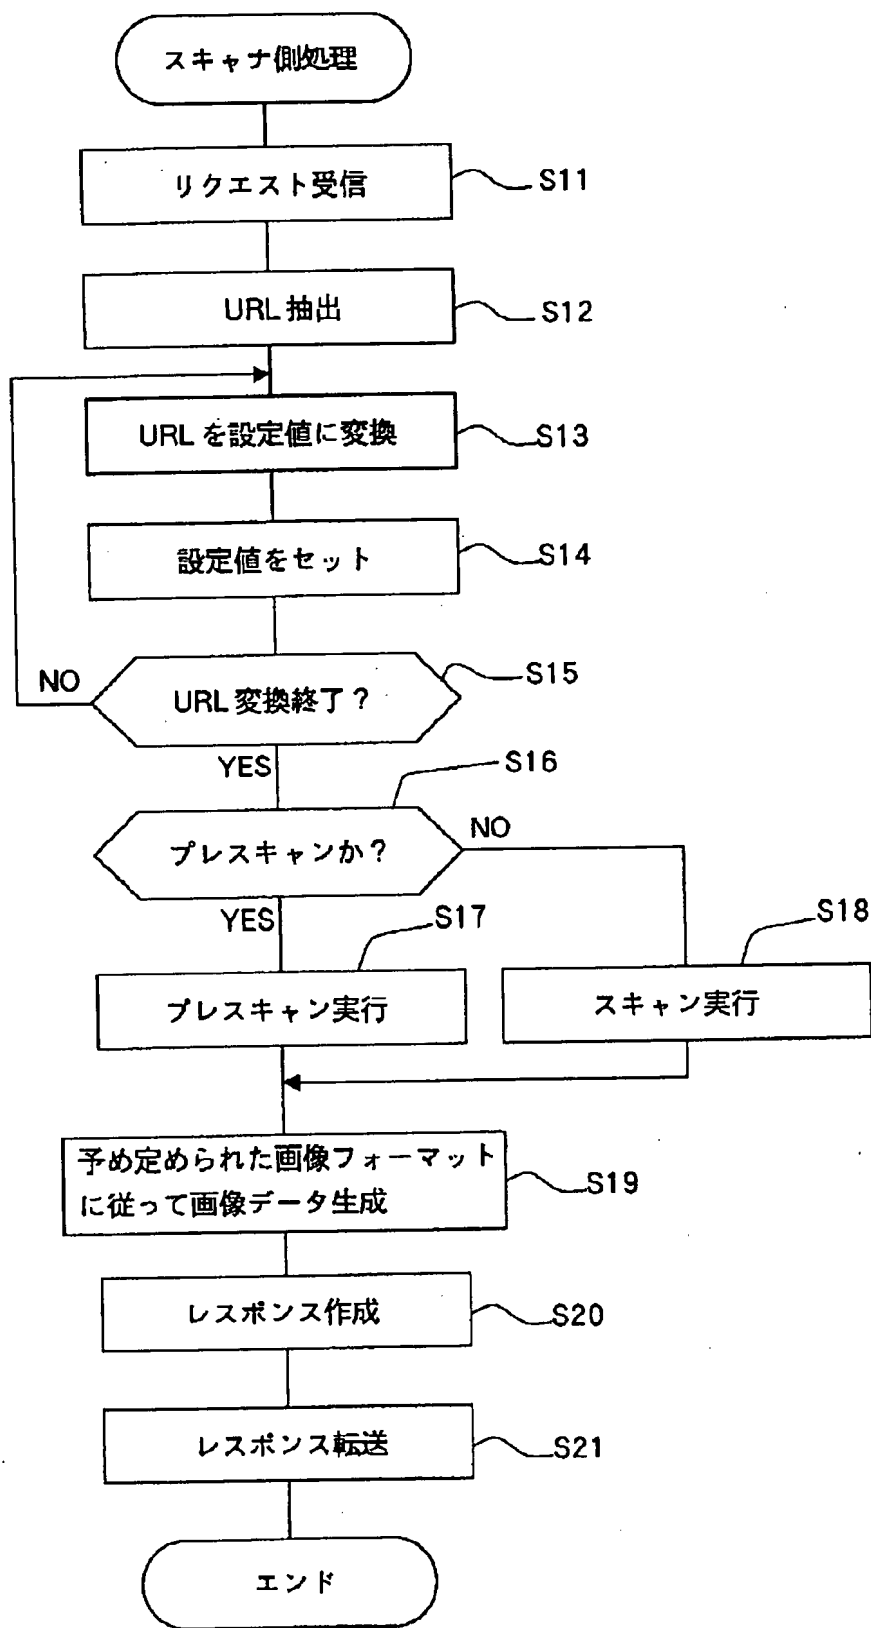 スキャナ側処理
リクエスト受信
S11
URL抽出
S12
URLを設定値に変換
S13
設定値をセット
S14
URL変換終了?
S15
NO
YES
プレスキャンか?
S16
NO
YES
プレスキャン実行
S17
スキャン実行
S18
予め定められた画像フォーマット
に従って画像データ生成
S19
レスポンス作成
S20
レスポンス転送
S21
エンド